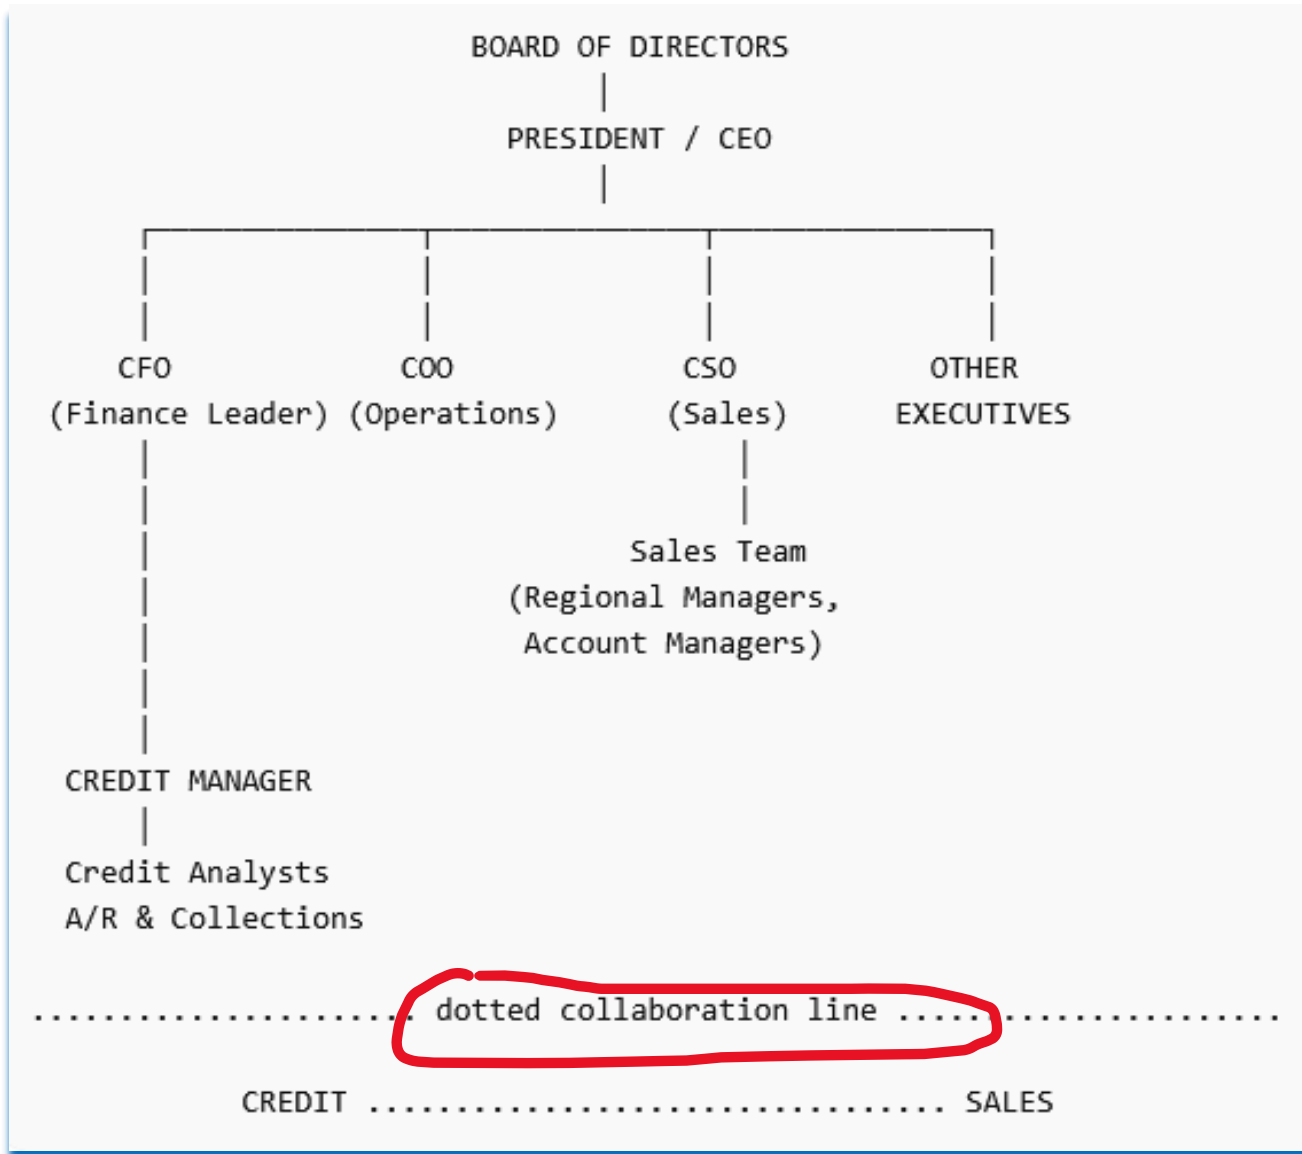 BOARD OF DIRECTORS
PRESIDENT / CEO
CFO COO CSO OTHER
(Finance Leader) (Operations) (Sales) EXECUTIVES
Sales Team
(Regional Managers,
Account Managers)
CREDIT MANAGER
Credit Analysts
A/R & Collections
...................... dotted collaboration line ......................
CREDIT ................................. SALES